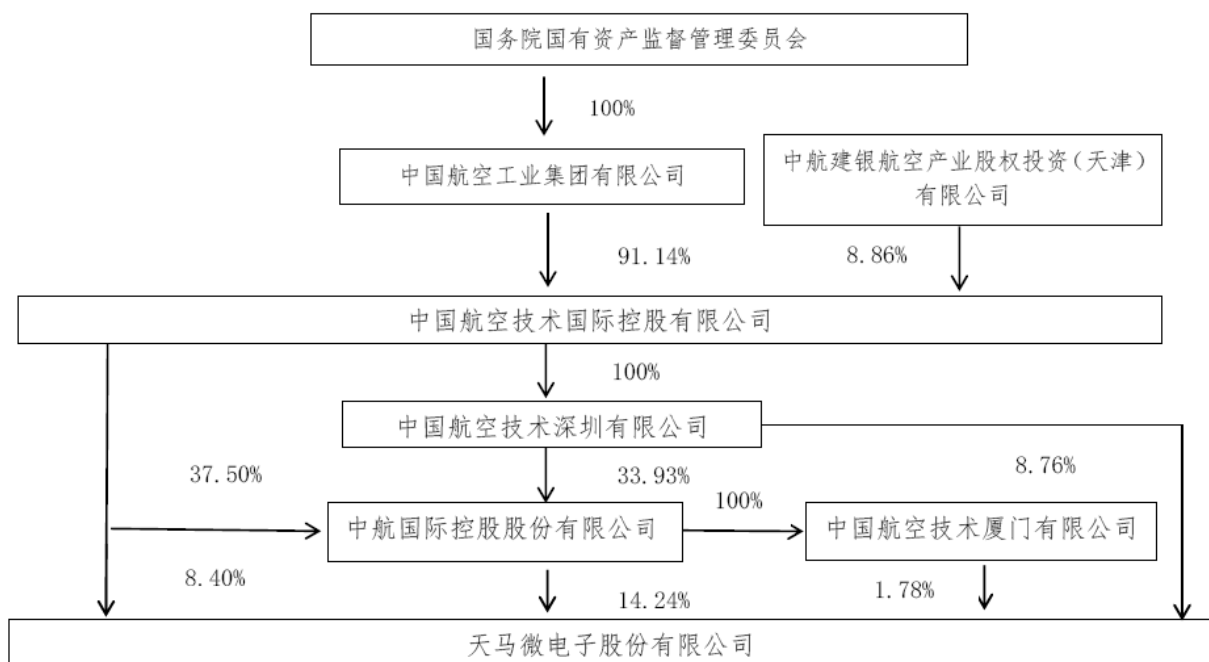 国务院国有资产监督管理委员会
100%
中国航空工业集团有限公司
中航建银航空产业股权投资（天津）
有限公司
91.14%
8.86%
中国航空技术国际控股有限公司
100%
中国航空技术深圳有限公司
37.50%
33.93%
8.76%
100%
中航国际控股股份有限公司
中国航空技术厦门有限公司
8.40%
14.24%
1.78%
天马微电子股份有限公司